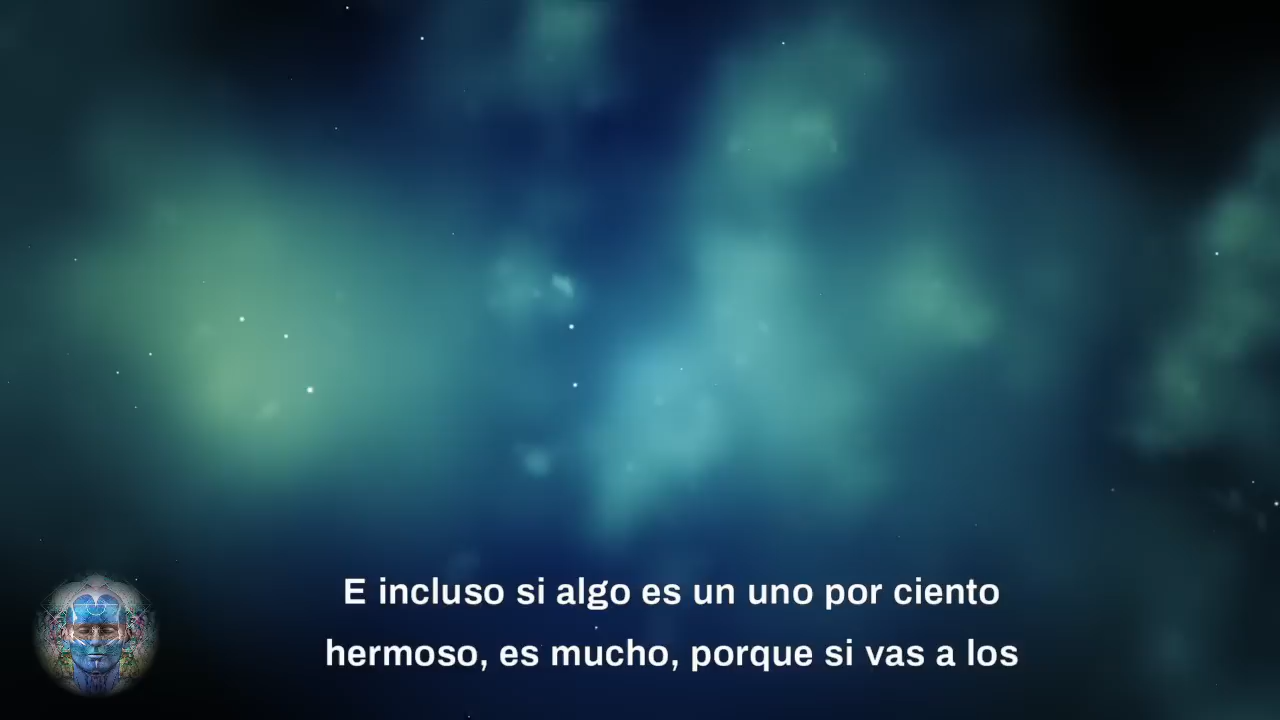 E incluso si algo es un uno por ciento
hermoso, es mucho, porque si vas a los